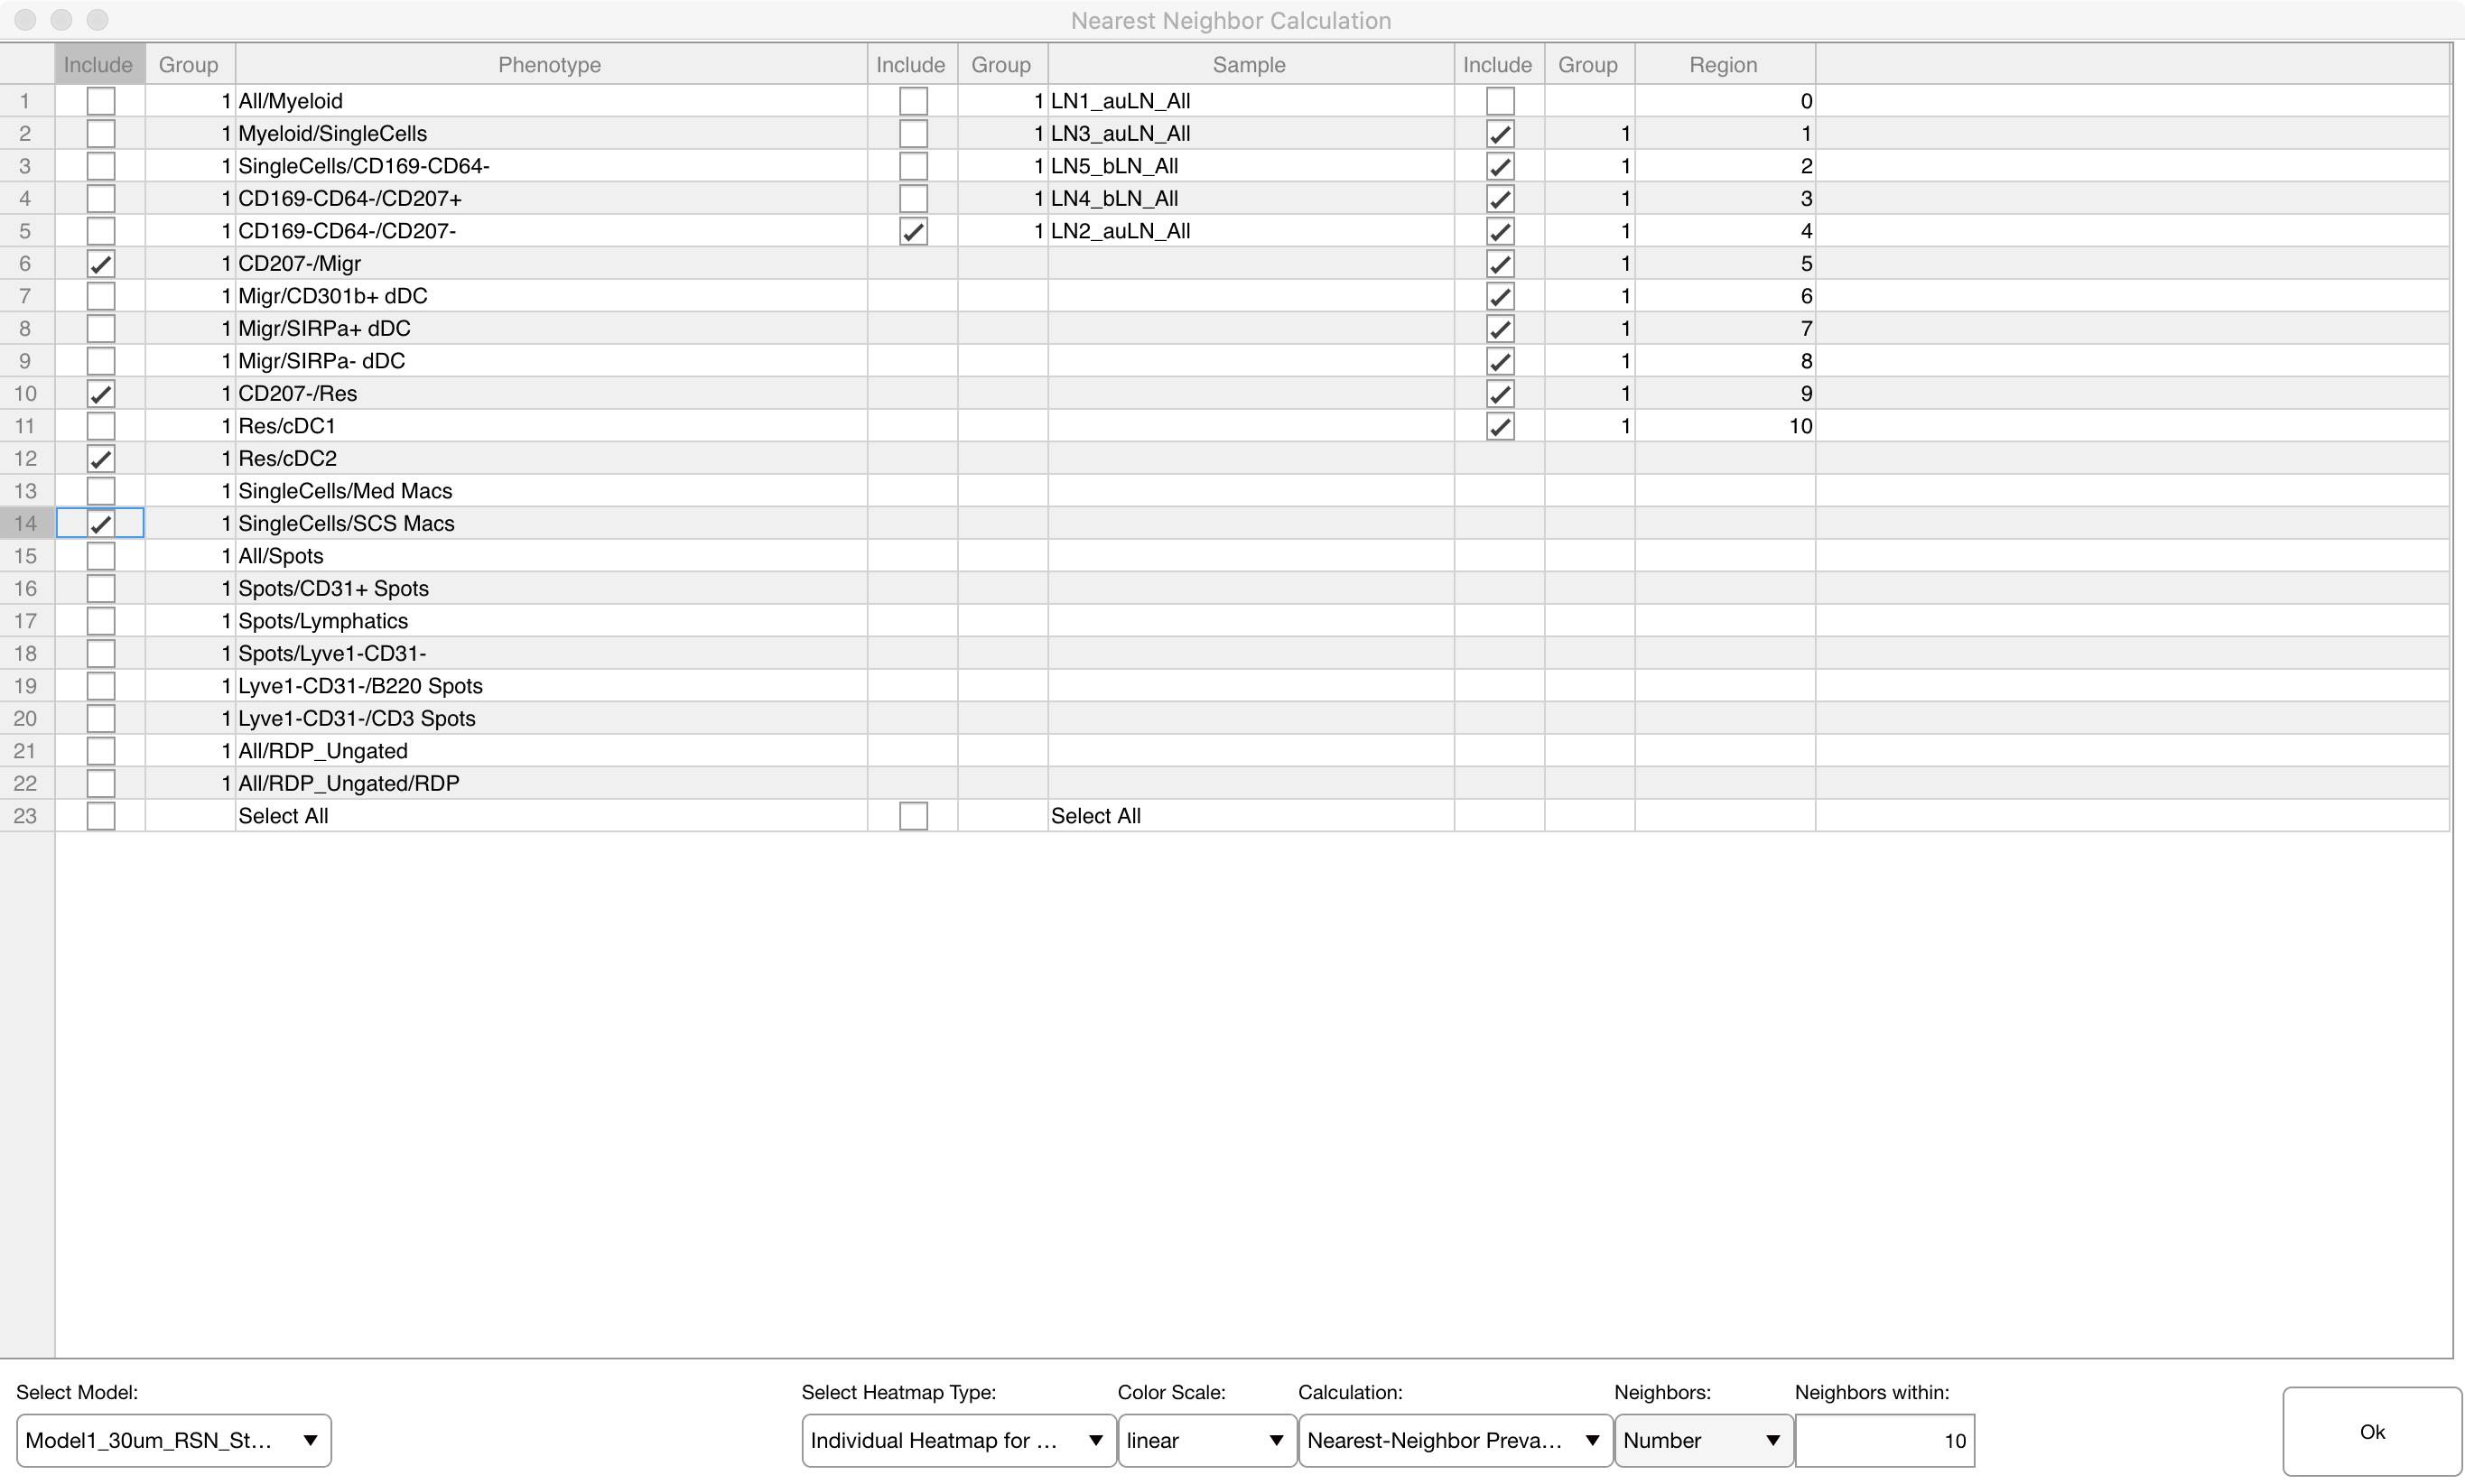 Nearest Neighbor Calculation
Include Group Phenotype Include Group Sample Include Group Region
1 1 All/Myeloid 1 LN1_auLN_All 0
2 1 Myeloid/SingleCells 1 LN3_auLN_All 1 1
3 1 SingleCells/CD169-CD64- 1 LN5_bLN_All 1 2
4 1 CD169-CD64-/CD207+ 1 LN4_bLN_All 1 3
5 1 CD169-CD64-/CD207- 1 LN2_auLN_All 1 4
6 1 CD207-/Migr 1 5
7 1 Migr/CD301b+ dDC 1 6
8 1 Migr/SIRPa+ dDC 1 7
9 1 Migr/SIRPa- dDC 1 8
10 1 CD207-/Res 1 9
11 1 Res/cDC1 1 10
12 1 Res/cDC2
13 1 SingleCells/Med Macs
14 1 SingleCells/SCS Macs
15 1 All/Spots
16 1 Spots/CD31+ Spots
17 1 Spots/Lymphatics
18 1 Spots/Lyve1-CD31-
19 1 Lyve1-CD31-/B220 Spots
20 1 Lyve1-CD31-/CD3 Spots
21 1 All/RDP_Ungated
22 1 All/RDP_Ungated/RDP
23 Select All Select All
Select Model: Select Heatmap Type: Color Scale: Calculation: Neighbors: Neighbors within:
Model1_30um_RSN_St... Individual Heatmap for ... linear Nearest-Neighbor Preva... Number 10 Ok